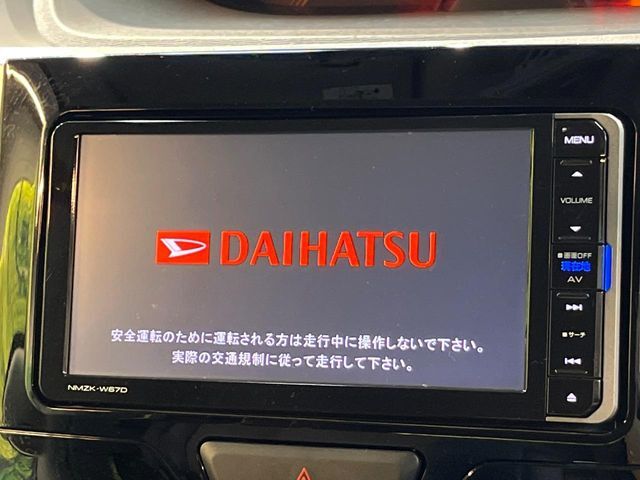 MENU
VOLUME
画面OFF
現在地
AV
サーチ
DAIHATSU
安全運転のために運転される方は走行中に操作しないで下さい。
実際の交通規制に従って走行して下さい。
NMZK-W67D